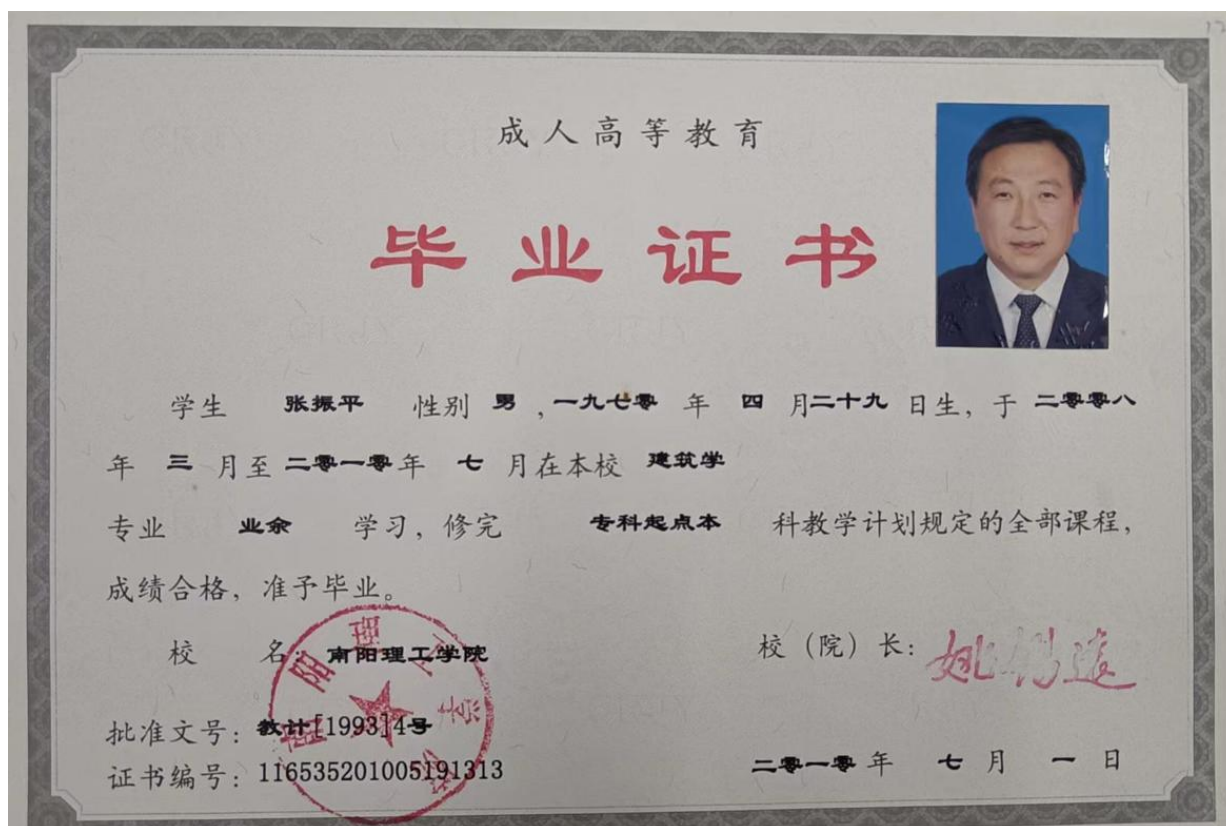 成人高等教育
毕业证书
学生 张振平 性别 男 ,一九七零 年 四 月二十九 日生, 于 二零零八
年 三 月至 二零一零年 七 月在本校 建筑学
专业 业余 学习, 修完 专科起点本 科教学计划规定的全部课程,
成绩合格, 准予毕业。
校 名: 南阳理工学院
校 (院) 长:
批准文号: 教计[1993]4号
证书编号: 116535201005191313
二零一零 年 七 月 一 日
南阳理工学院